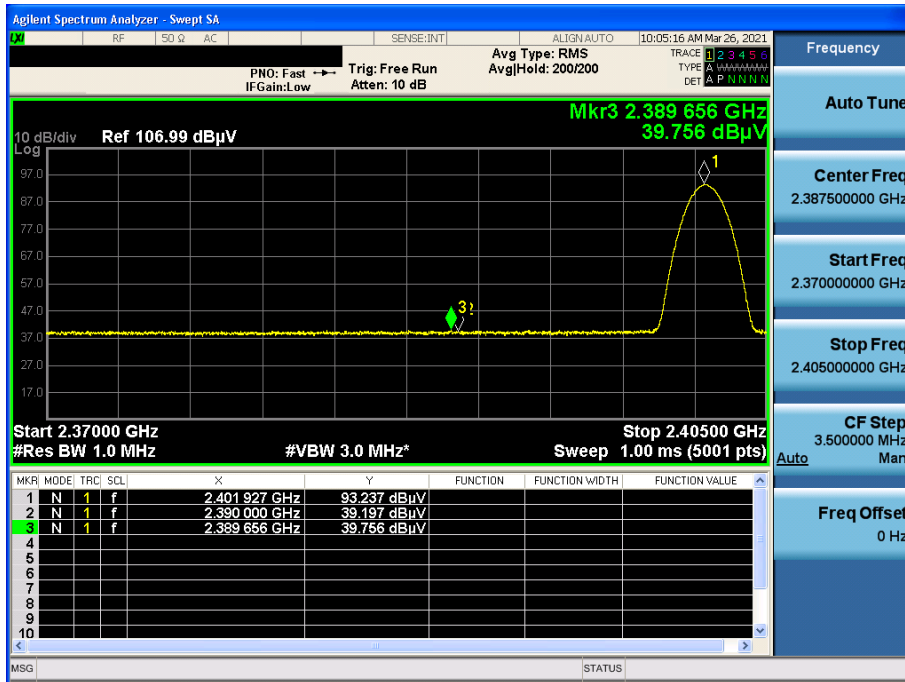 Agilent Spectrum Analyzer - Swept SA
LXI RF 50 Ω AC SENSE:INT ALIGN AUTO 10:05:16 AM Mar 26, 2021
PNO: Fast Trig: Free Run Avg Type: RMS TRACE 1 2 3 4 5 6
IFGain:Low Atten: 10 dB Avg|Hold: 200/200 TYPE A WWWWW
DET A P N N N N
Mkr3 2.389 656 GHz
39.756 dBµV
10 dB/div Ref 106.99 dBµV
Log
97.0
87.0
77.0
67.0
57.0
47.0
37.0
27.0
17.0
1
3
Start 2.37000 GHz Stop 2.40500 GHz
#Res BW 1.0 MHz #VBW 3.0 MHz* Sweep 1.00 ms (5001 pts)
MKR MODE TRC SCL X Y FUNCTION FUNCTION WIDTH FUNCTION VALUE
1 N 1 f 2.401 927 GHz 93.237 dBµV
2 N 1 f 2.390 000 GHz 39.197 dBµV
3 N 1 f 2.389 656 GHz 39.756 dBµV
4
5
6
7
8
9
10
MSG STATUS
Frequency
Auto Tune
Center Freq
2.387500000 GHz
Start Freq
2.370000000 GHz
Stop Freq
2.405000000 GHz
CF Step
3.500000 MHz
Auto Man
Freq Offset
0 Hz